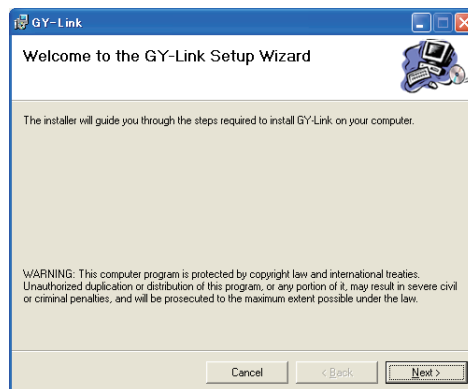 GY-Link
Welcome to the GY-Link Setup Wizard
The installer will guide you through the steps required to install GY-Link on your computer.
WARNING: This computer program is protected by copyright law and international treaties.
Unauthorized duplication or distribution of this program, or any portion of it, may result in severe civil
or criminal penalties, and will be prosecuted to the maximum extent possible under the law.
Cancel
< Back
Next >